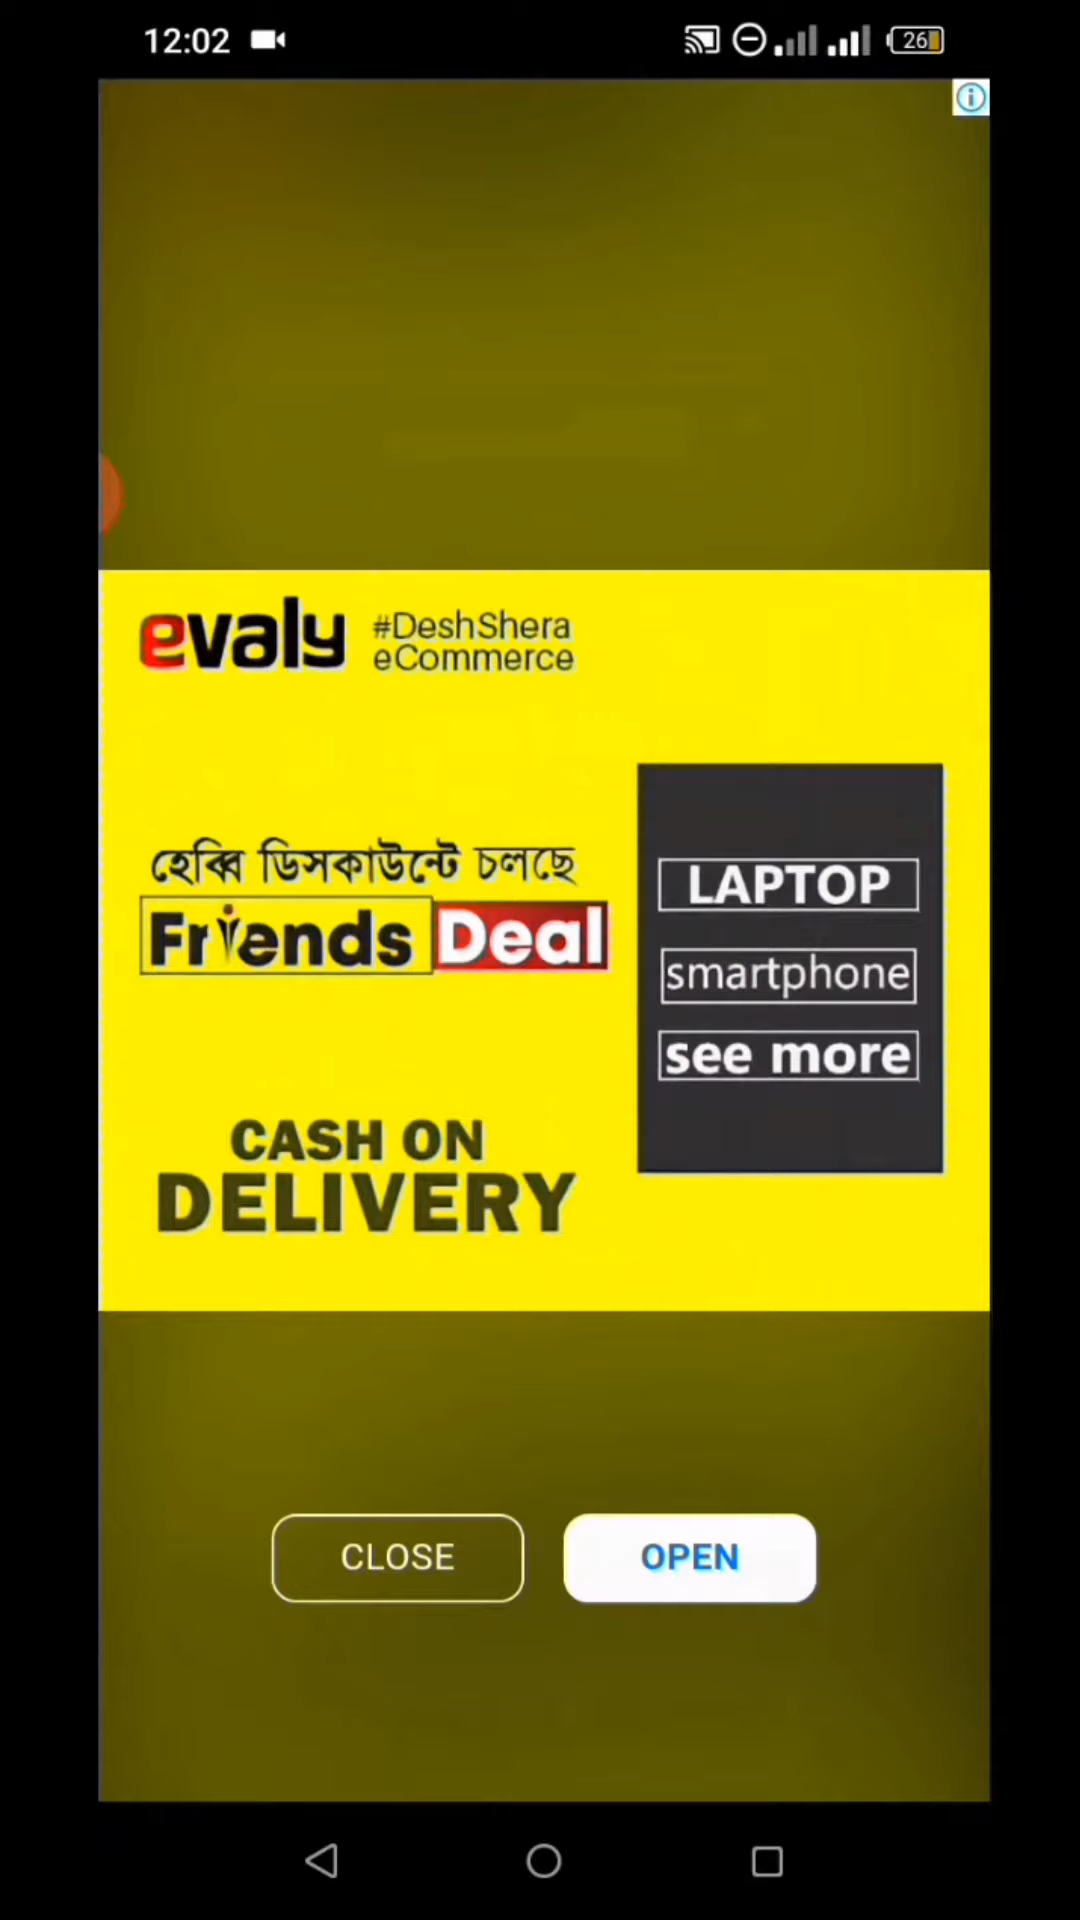 12:02
26
evaly
#DeshShera
eCommerce
হেব্বি ডিসকাউন্টে চলছে
Friends Deal
LAPTOP
smartphone
see more
CASH ON
DELIVERY
CLOSE
OPEN